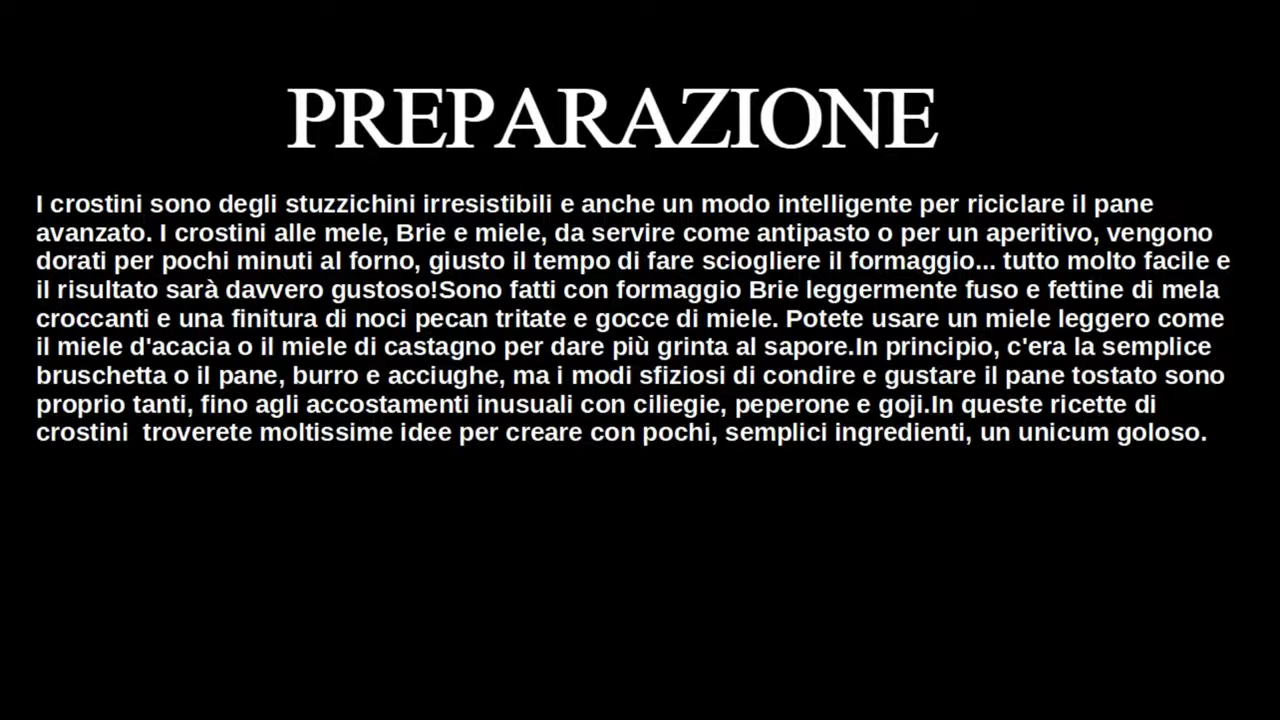 PREPARAZIONE
I crostini sono degli stuzzichini irresistibili e anche un modo intelligente per riciclare il pane
avanzato. I crostini alle mele, Brie e miele, da servire come antipasto o per un aperitivo, vengono
dorati per pochi minuti al forno, giusto il tempo di fare sciogliere il formaggio... tutto molto facile e
il risultato sarà davvero gustoso!Sono fatti con formaggio Brie leggermente fuso e fettine di mela
croccanti e una finitura di noci pecan tritate e gocce di miele. Potete usare un miele leggero come
il miele d'acacia o il miele di castagno per dare più grinta al sapore.In principio, c'era la semplice
bruschetta o il pane, burro e acciughe, ma i modi sfiziosi di condire e gustare il pane tostato sono
proprio tanti, fino agli accostamenti inusuali con ciliegie, peperone e goji.In queste ricette di
crostini  troverete moltissime idee per creare con pochi, semplici ingredienti, un unicum goloso.